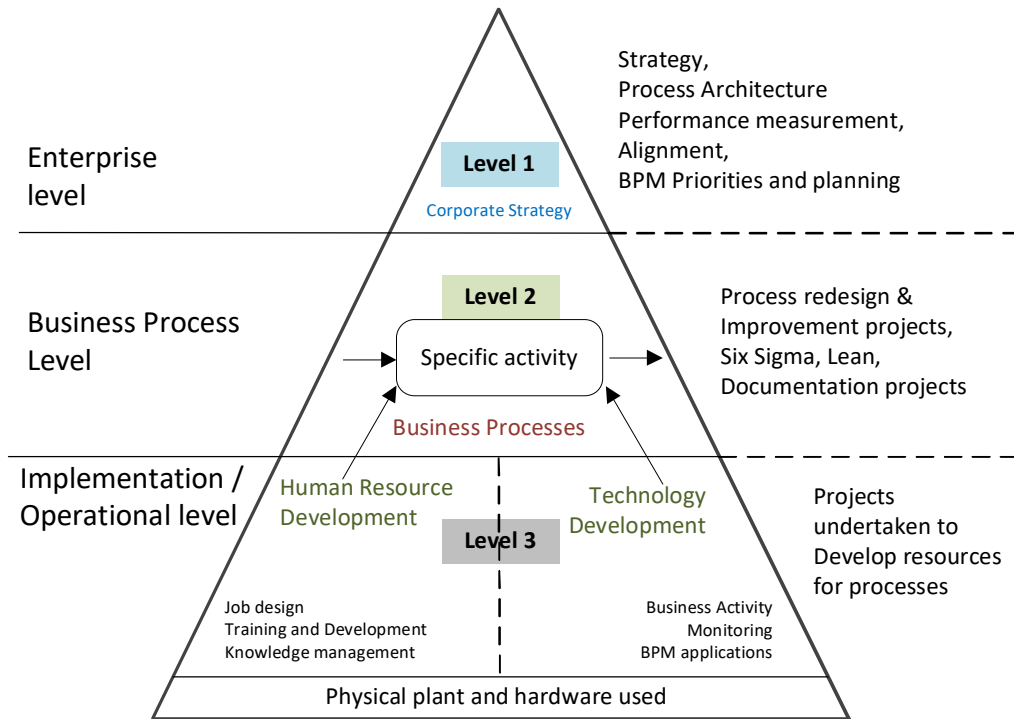 Enterprise
level
Level 1
Corporate Strategy
Strategy,
Process Architecture
Performance measurement,
Alignment,
BPM Priorities and planning
Business Process
Level
Level 2
Specific activity
Business Processes
Process redesign &
Improvement projects,
Six Sigma, Lean,
Documentation projects
Implementation /
Operational level
Human Resource
Development
Technology
Development
Level 3
Job design
Training and Development
Knowledge management
Business Activity
Monitoring
BPM applications
Projects
undertaken to
Develop resources
for processes
Physical plant and hardware used